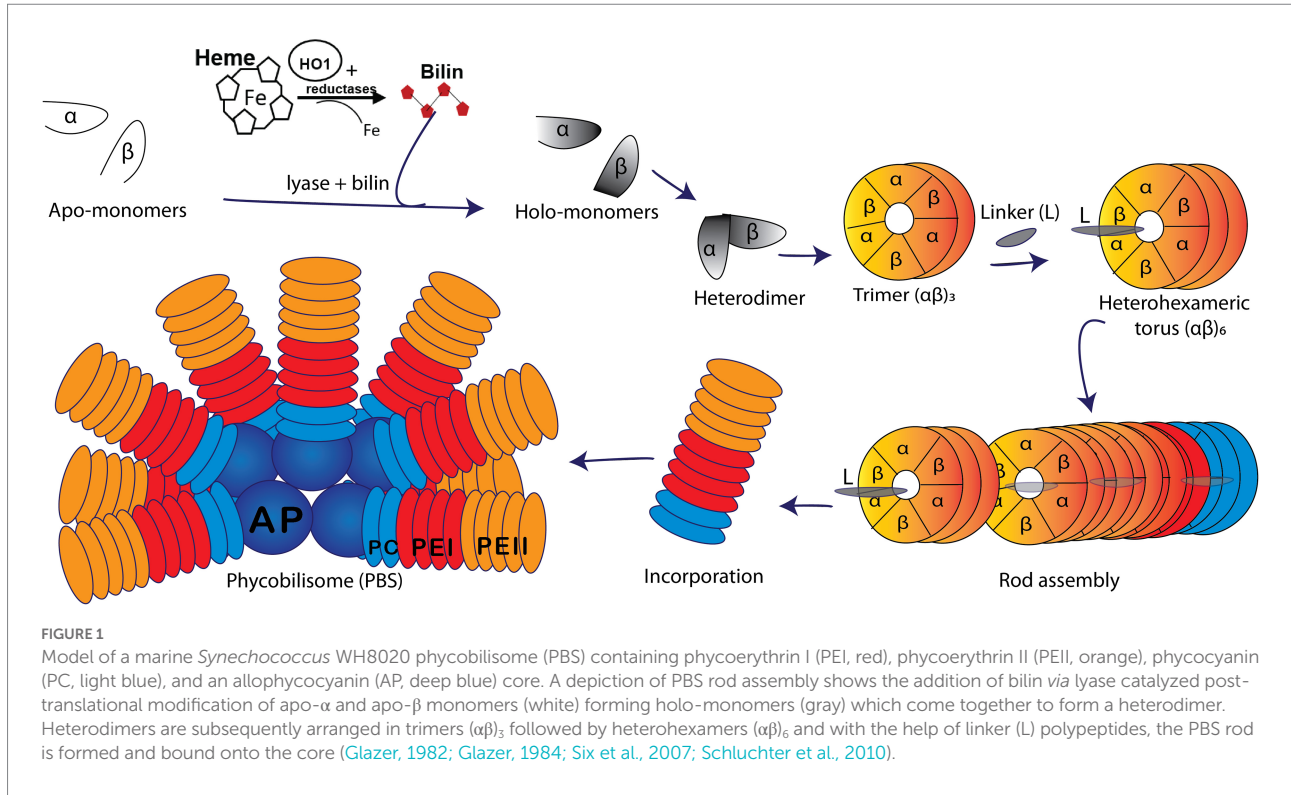 Heme
HO1
+
reductases
Fe
Fe
Bilin
α
β
Apo-monomers
lyase + bilin
α
β
Holo-monomers
α
β
Heterodimer
α
β
β
α
α
β
Trimer (αβ)₃
Linker (L)
L
α
β
β
α
β
Heterohexameric
torus (αβ)₆
L
α
β
β
α
α
β
α
β
β
α
α
β
Rod assembly
Incorporation
AP
PC
PEI
PEII
Phycobilisome (PBS)
FIGURE 1
Model of a marine Synechococcus WH8020 phycobilisome (PBS) containing phycoerythrin I (PEI, red), phycoerythrin II (PEII, orange), phycocyanin
(PC, light blue), and an allophycocyanin (AP, deep blue) core. A depiction of PBS rod assembly shows the addition of bilin via lyase catalyzed post-
translational modification of apo-α and apo-β monomers (white) forming holo-monomers (gray) which come together to form a heterodimer.
Heterodimers are subsequently arranged in trimers (αβ)₃ followed by heterohexamers (αβ)₆ and with the help of linker (L) polypeptides, the PBS rod
is formed and bound onto the core (Glazer, 1982; Glazer, 1984; Six et al., 2007; Schluchter et al., 2010).